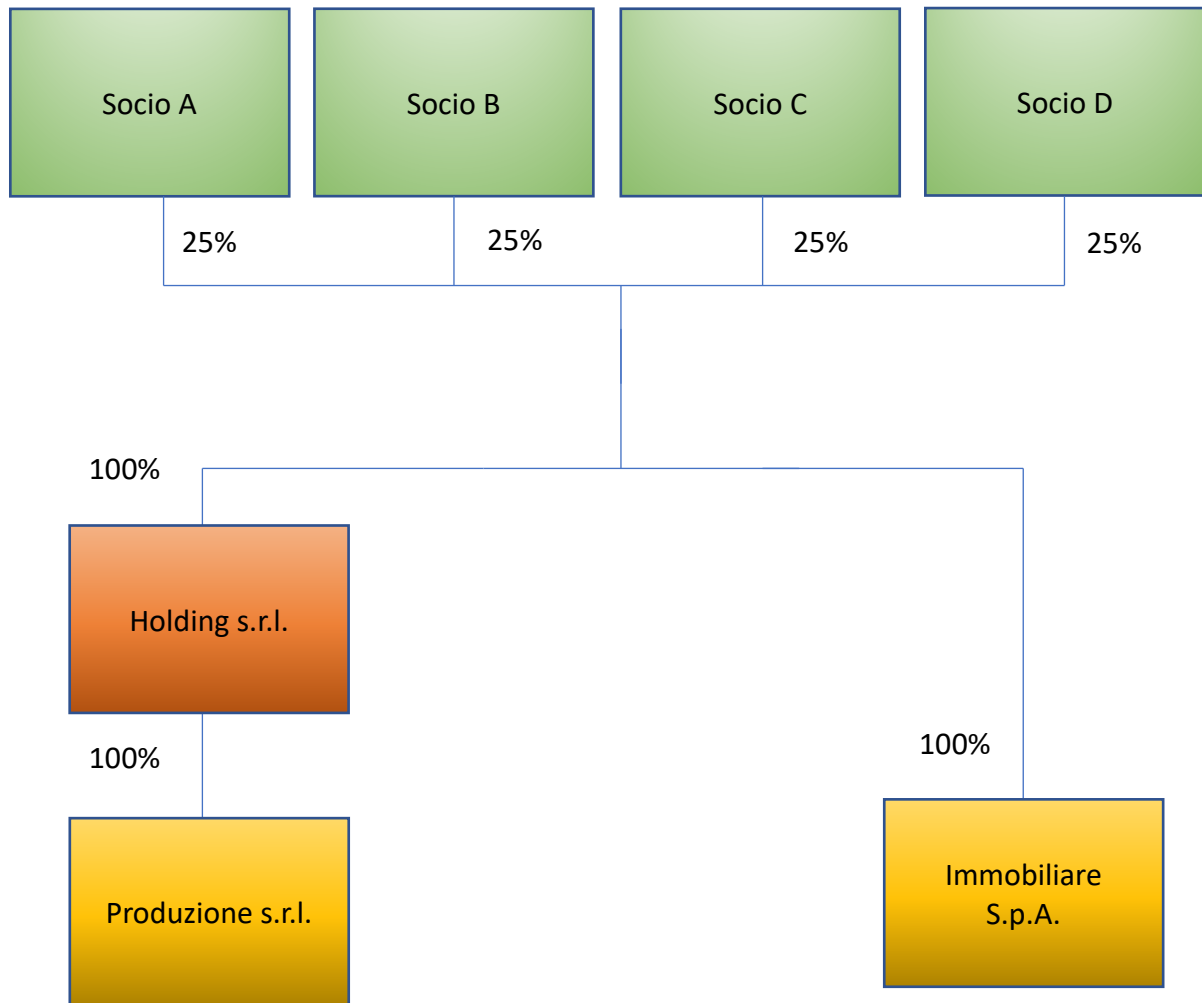 Socio A
Socio B
Socio C
Socio D
25%
25%
25%
25%
100%
Holding s.r.l.
100%
100%
Produzione s.r.l.
Immobiliare
S.p.A.